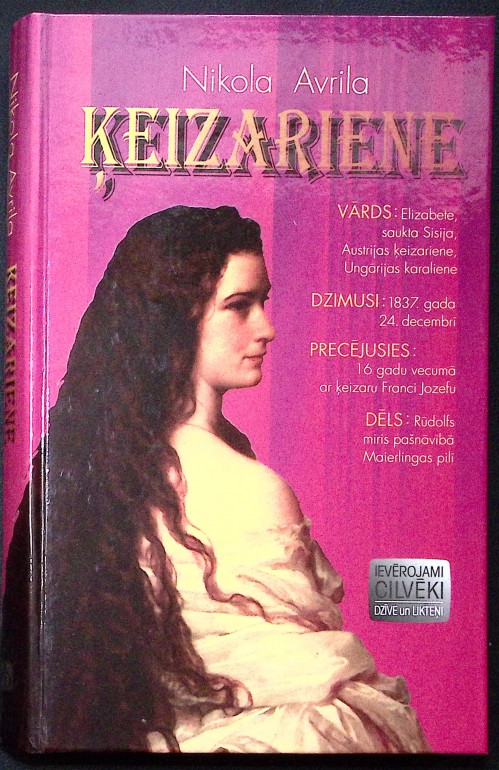 Nikola Avrila
ĶEIZARIENE
VĀRDS: Elizabete,
saukta Sisija,
Austrijas ķeizariene,
Ungārijas karaliene
DZIMUSI: 1837. gada
24. decembrī
PRECĒJUSIES:
16 gadu vecumā
ar ķeizaru Franci Jozefu
DĒLS: Rūdolfs
miris pašnāvībā
Maierlingas pilī
IEVĒROJAMI
CILVĒKI
DZĪVE un LIKTEŅI
Nikola Avrila
ĶEIZARIENE